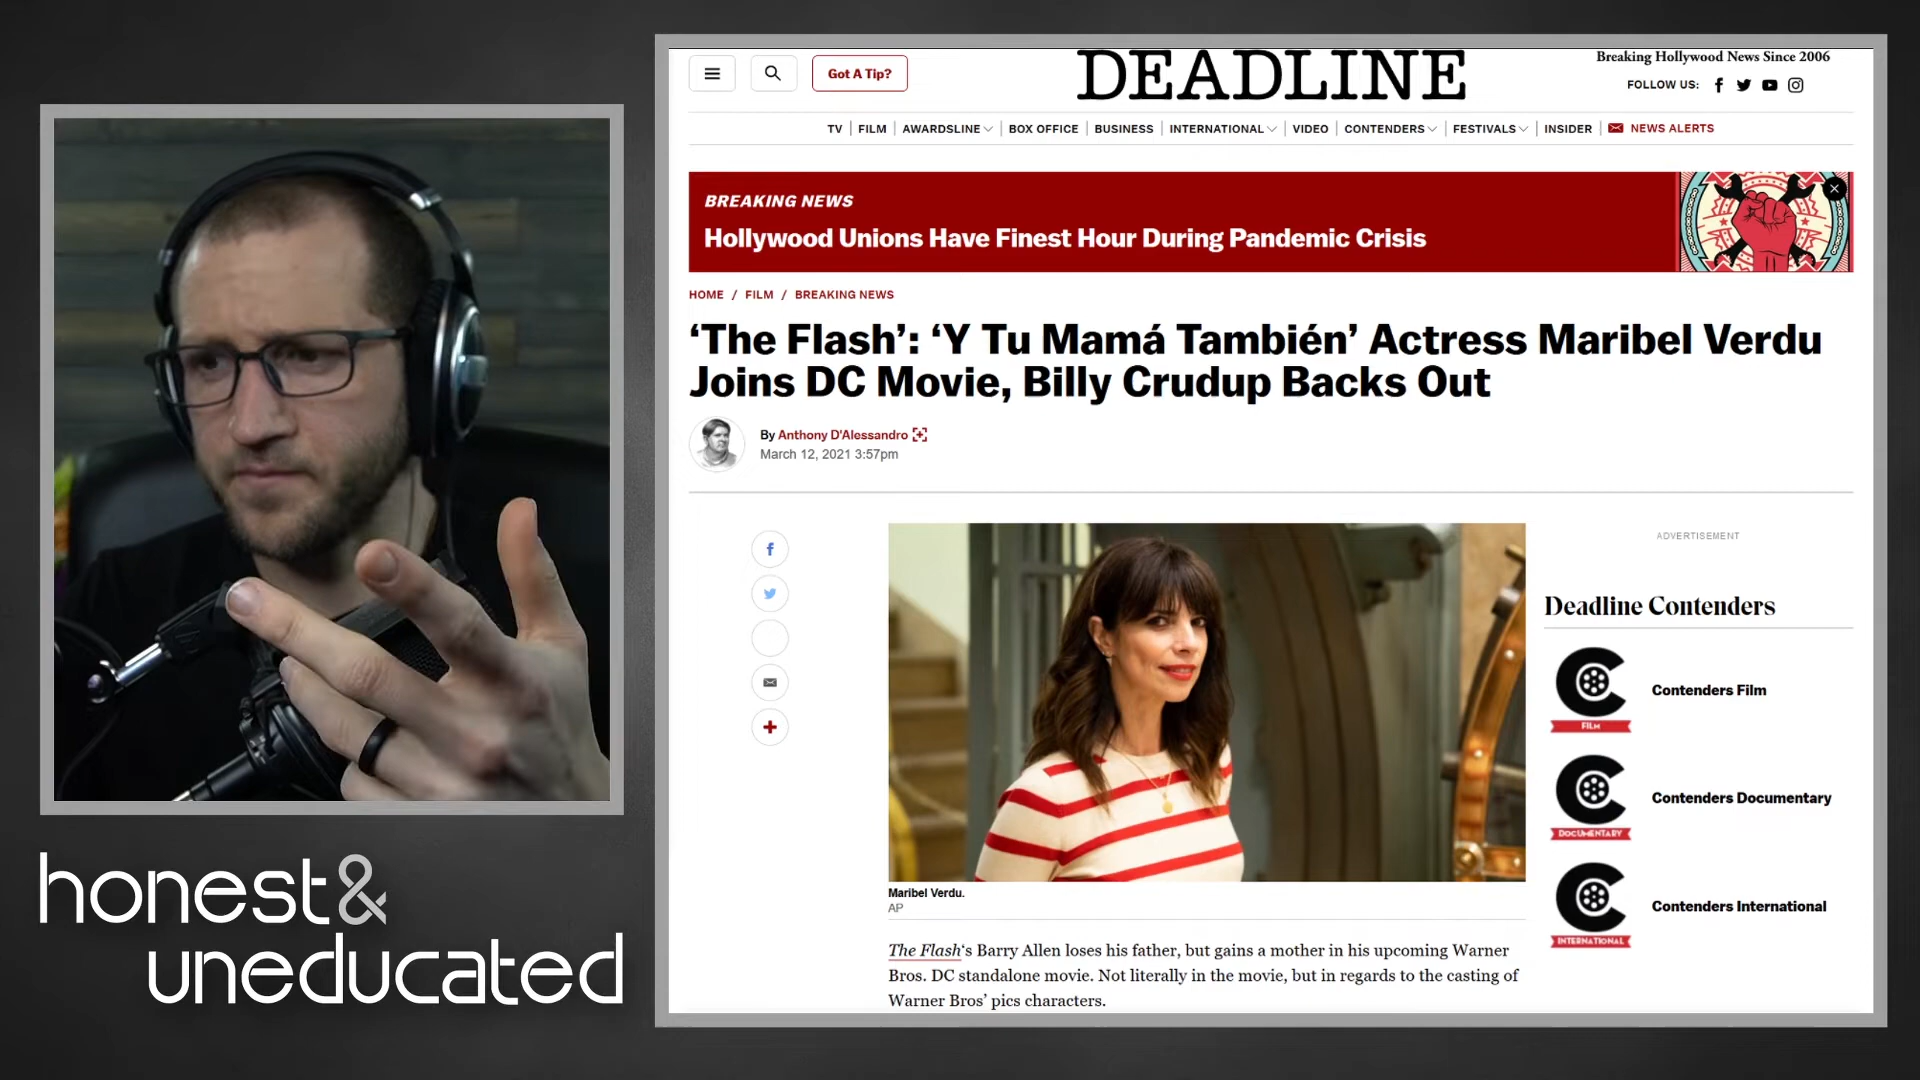 Got A Tip?
DEADLINE
Breaking Hollywood News Since 2006
FOLLOW US:
TV FILM AWARDSLINE BOX OFFICE BUSINESS INTERNATIONAL VIDEO CONTENDERS FESTIVALS INSIDER NEWS ALERTS
BREAKING NEWS
Hollywood Unions Have Finest Hour During Pandemic Crisis
HOME / FILM / BREAKING NEWS
‘The Flash’: ‘Y Tu Mamá También’ Actress Maribel Verdu
Joins DC Movie, Billy Crudup Backs Out
By Anthony D'Alessandro
March 12, 2021 3:57pm
ADVERTISEMENT
Deadline Contenders
FILM
Contenders Film
DOCUMENTARY
Contenders Documentary
INTERNATIONAL
Contenders International
Maribel Verdu.
AP
The Flash‘s Barry Allen loses his father, but gains a mother in his upcoming Warner
Bros. DC standalone movie. Not literally in the movie, but in regards to the casting of
Warner Bros’ pics characters.
honest&
uneducated